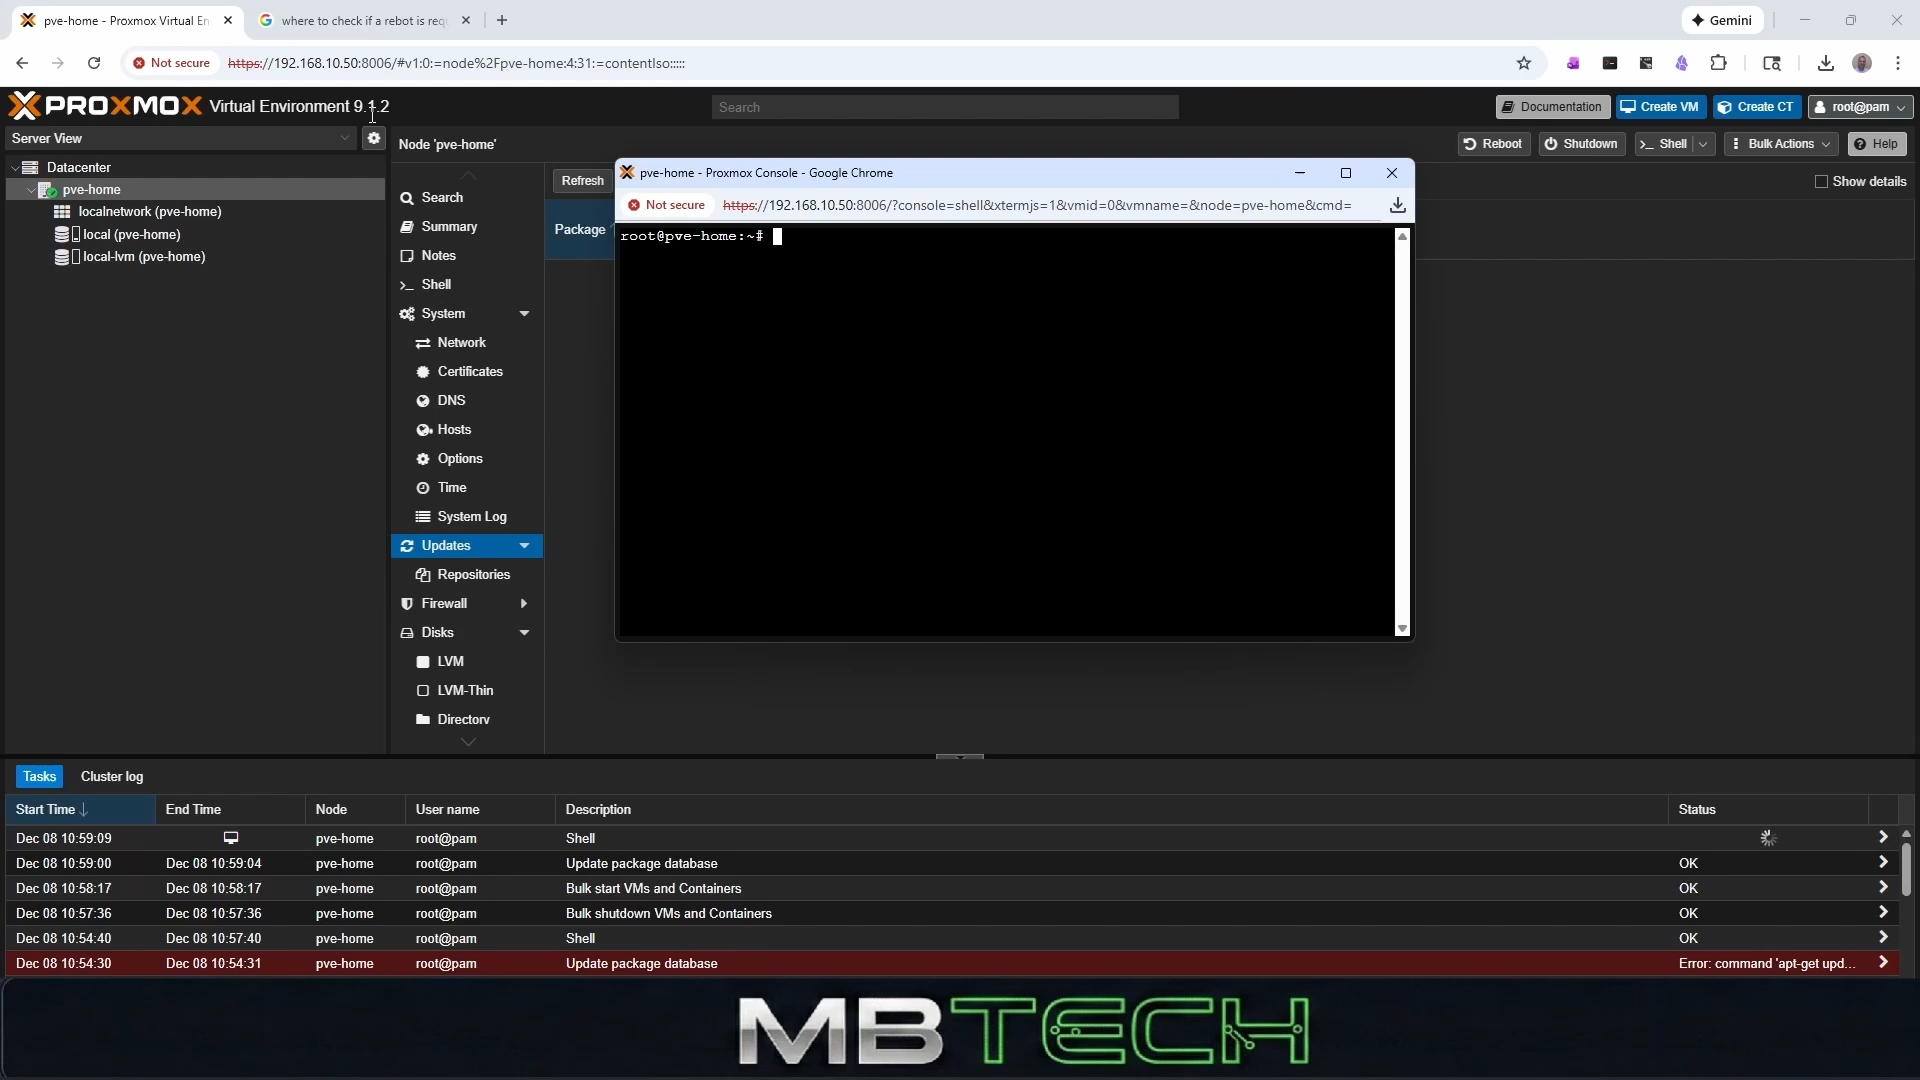 pve-home - Proxmox Virtual En
where to check if a rebot is req
Gemini
Not secure
https://192.168.10.50:8006/#v1:0:=node%2Fpve-home:4:31:=contentIso:::::
PROXMOX Virtual Environment 9.1.2
Search
Documentation
Create VM
Create CT
root@pam
Server View
Node 'pve-home'
Reboot
Shutdown
Shell
Bulk Actions
Help
Datacenter
pve-home
localnetwork (pve-home)
local (pve-home)
local-lvm (pve-home)
Search
Summary
Notes
Shell
System
Network
Certificates
DNS
Hosts
Options
Time
System Log
Updates
Repositories
Firewall
Disks
LVM
LVM-Thin
Directory
Refresh
Show details
Package
pve-home - Proxmox Console - Google Chrome
Not secure
https://192.168.10.50:8006/?console=shell&xtermjs=1&vmid=0&vmname=&node=pve-home&cmd=
root@pve-home:~#
Tasks
Cluster log
Start Time End Time Node User name Description Status
Dec 08 10:59:09 pve-home root@pam Shell
Dec 08 10:59:00 Dec 08 10:59:04 pve-home root@pam Update package database OK
Dec 08 10:58:17 Dec 08 10:58:17 pve-home root@pam Bulk start VMs and Containers OK
Dec 08 10:57:36 Dec 08 10:57:36 pve-home root@pam Bulk shutdown VMs and Containers OK
Dec 08 10:54:40 Dec 08 10:57:40 pve-home root@pam Shell OK
Dec 08 10:54:30 Dec 08 10:54:31 pve-home root@pam Update package database Error: command 'apt-get upd...
MBTECH